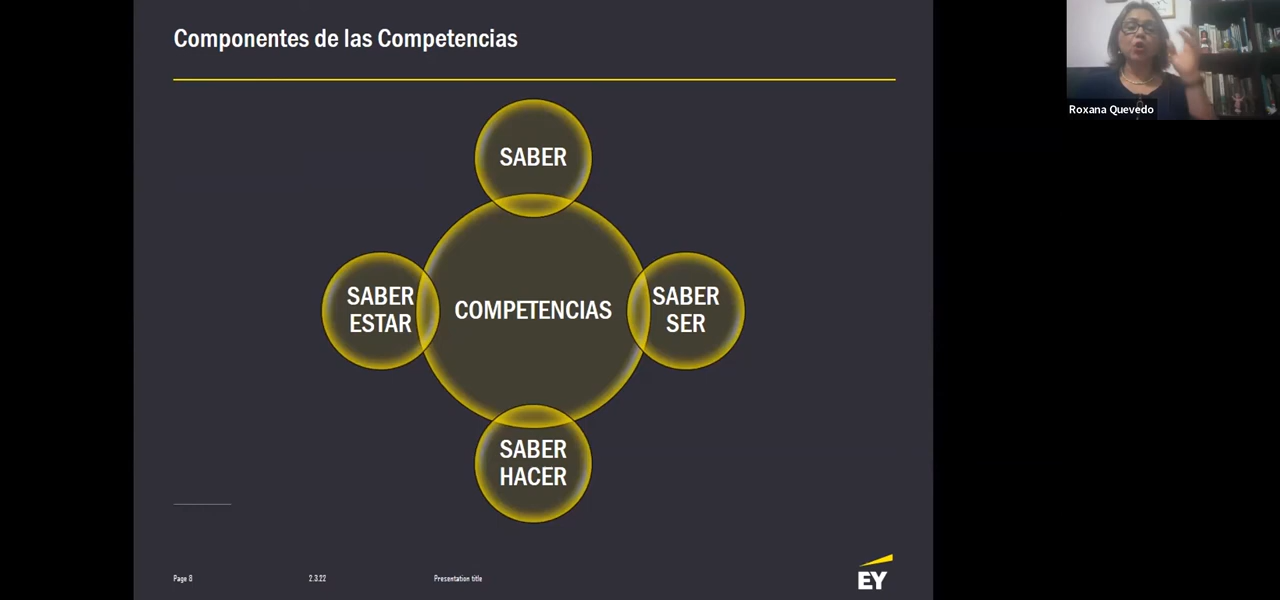 Componentes de las Competencias
SABER
SABER
ESTAR
COMPETENCIAS
SABER
SER
SABER
HACER
Page 8
2.3.22
Presentation title
EY
Roxana Quevedo